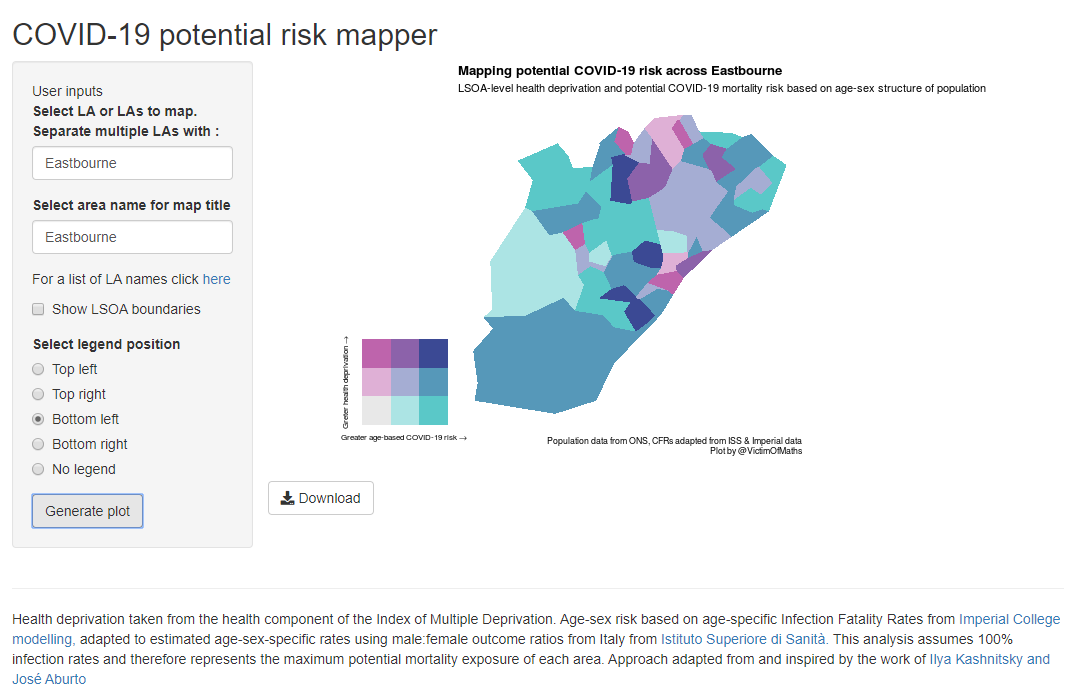 COVID-19 potential risk mapper
User inputs
Select LA or LAs to map.
Separate multiple LAs with :
Eastbourne
Select area name for map title
Eastbourne
For a list of LA names click here
Show LSOA boundaries
Select legend position
Top left
Top right
Bottom left
Bottom right
No legend
Generate plot
Mapping potential COVID-19 risk across Eastbourne
LSOA-level health deprivation and potential COVID-19 mortality risk based on age-sex structure of population
Greter health deprivation →
Greater age-based COVID-19 risk →
Population data from ONS, CFRs adapted from ISS & Imperial data
Plot by @VictimOfMaths
Download
Health deprivation taken from the health component of the Index of Multiple Deprivation. Age-sex risk based on age-specific Infection Fatality Rates from Imperial College
modelling, adapted to estimated age-sex-specific rates using male:female outcome ratios from Italy from Istituto Superiore di Sanità. This analysis assumes 100%
infection rates and therefore represents the maximum potential mortality exposure of each area. Approach adapted from and inspired by the work of Ilya Kashnitsky and
José Aburto